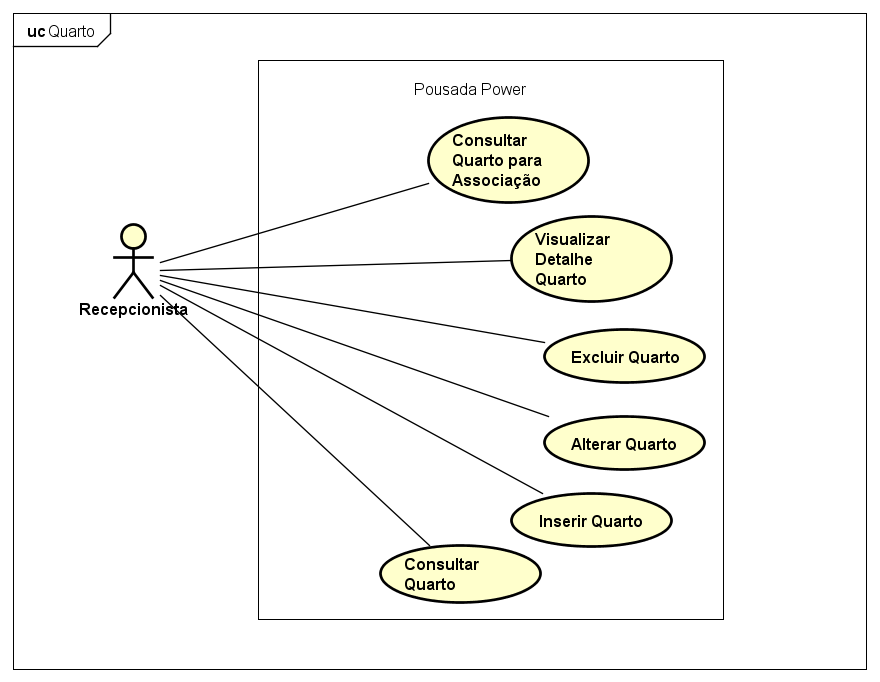 uc Quarto
Pousada Power
Consultar
Quarto para
Associação
Visualizar
Detalhe
Quarto
Recepcionista
Excluir Quarto
Alterar Quarto
Inserir Quarto
Consultar
Quarto